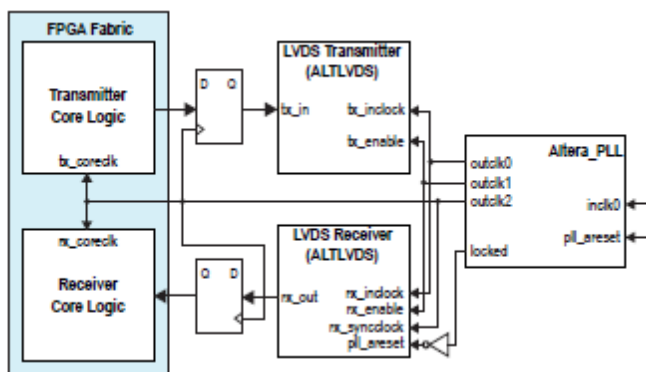 FPGA Fabric
Transmitter
Core Logic
tx_coreclk
rx_coreclk
Receiver
Core Logic
D Q
Q D
LVDS Transmitter
(ALTLVDS)
tx_in
tx_inclock
tx_enable
LVDS Receiver
(ALTLVDS)
rx_out
rx_inclock
rx_enable
rx_syncclock
pll_areset
Altera_PLL
outclk0
outclk1
outclk2
locked
inclk0
pll_areset